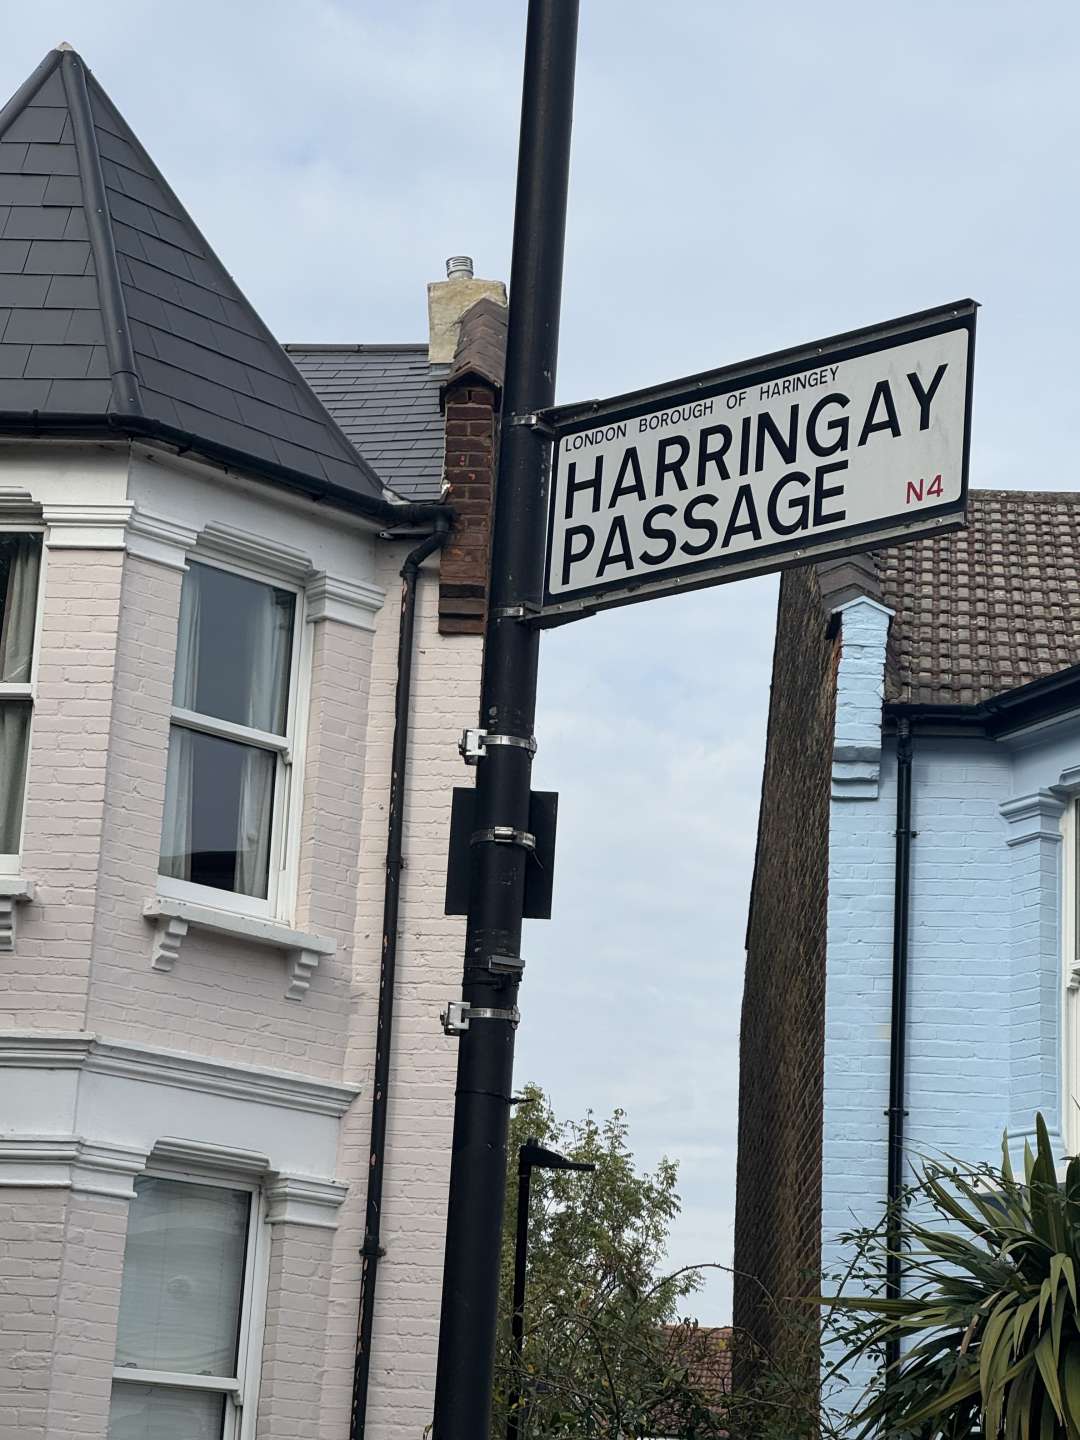 LONDON BOROUGH OF HARINGEY
HARRINGAY
PASSAGE N4